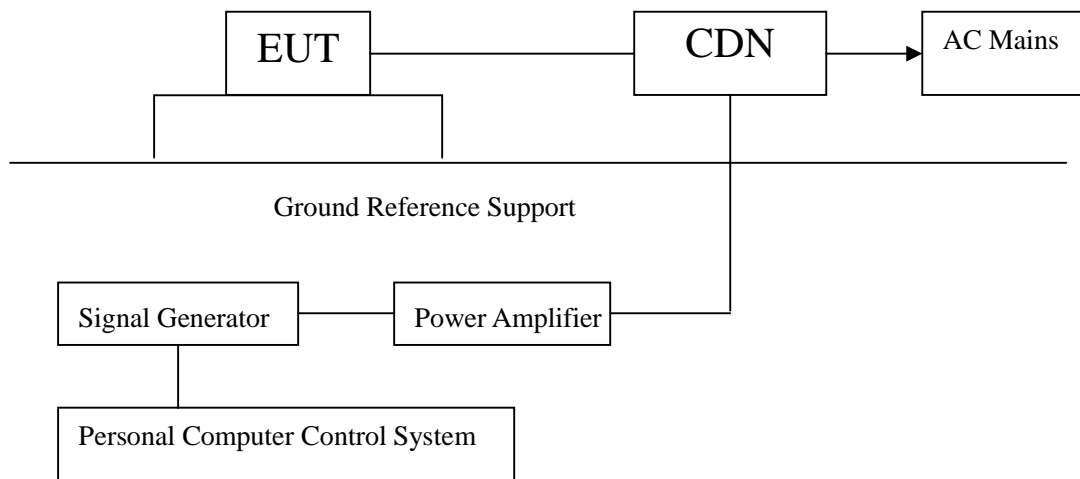 EUT
CDN
AC Mains
Ground Reference Support
Signal Generator
Power Amplifier
Personal Computer Control System